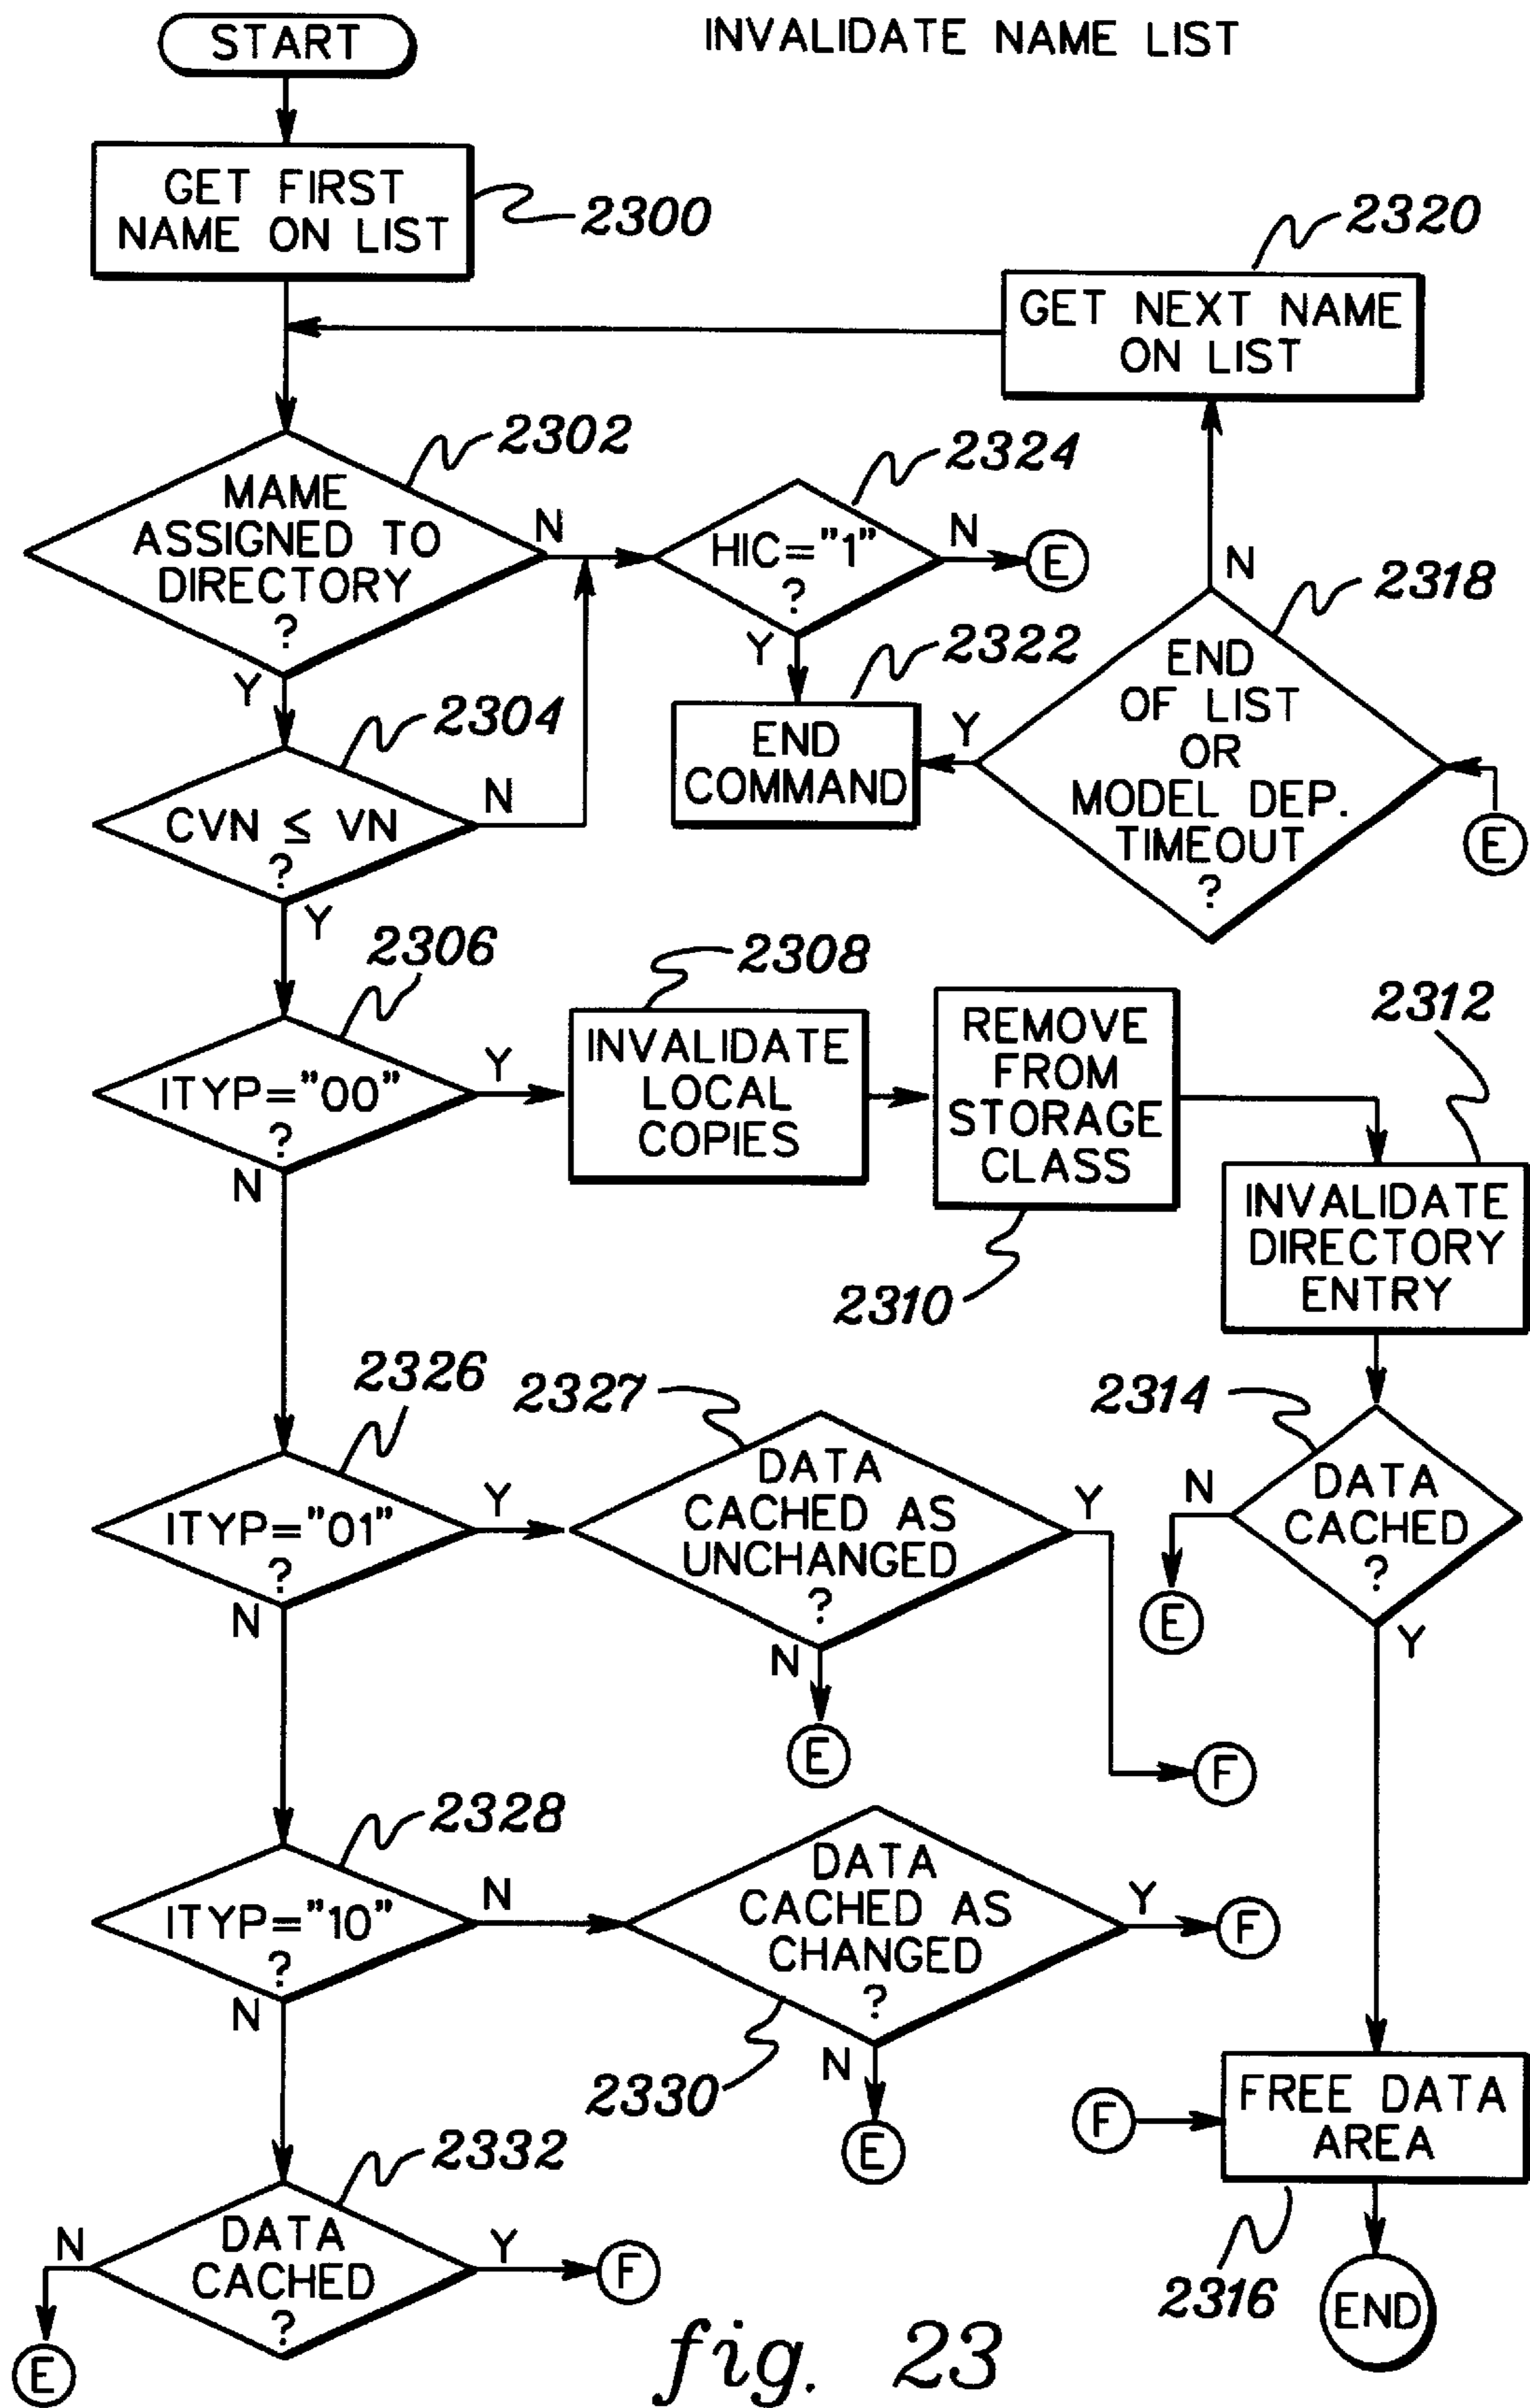 START
INVALIDATE NAME LIST
GET FIRST
NAME ON LIST
2300
2320
GET NEXT NAME
ON LIST
2302
MAME
ASSIGNED TO
DIRECTORY
?
N
Y
2324
HIC="1"
?
N
E
Y
2322
END
COMMAND
N
2318
END
OF LIST
OR
MODEL DEP.
TIMEOUT
?
Y
E
2304
CVN ≤ VN
?
N
Y
2306
ITYP="00"
?
Y
N
2308
INVALIDATE
LOCAL
COPIES
REMOVE
FROM
STORAGE
CLASS
2310
2312
INVALIDATE
DIRECTORY
ENTRY
2314
DATA
CACHED
?
N
E
Y
2326
ITYP="01"
?
Y
N
2327
DATA
CACHED AS
UNCHANGED
?
Y
N
E
F
2328
ITYP="10"
?
N
N
DATA
CACHED AS
CHANGED
?
Y
F
2330
N
E
F
FREE DATA
AREA
2316
END
2332
DATA
CACHED
?
N
E
Y
F
fig. 23